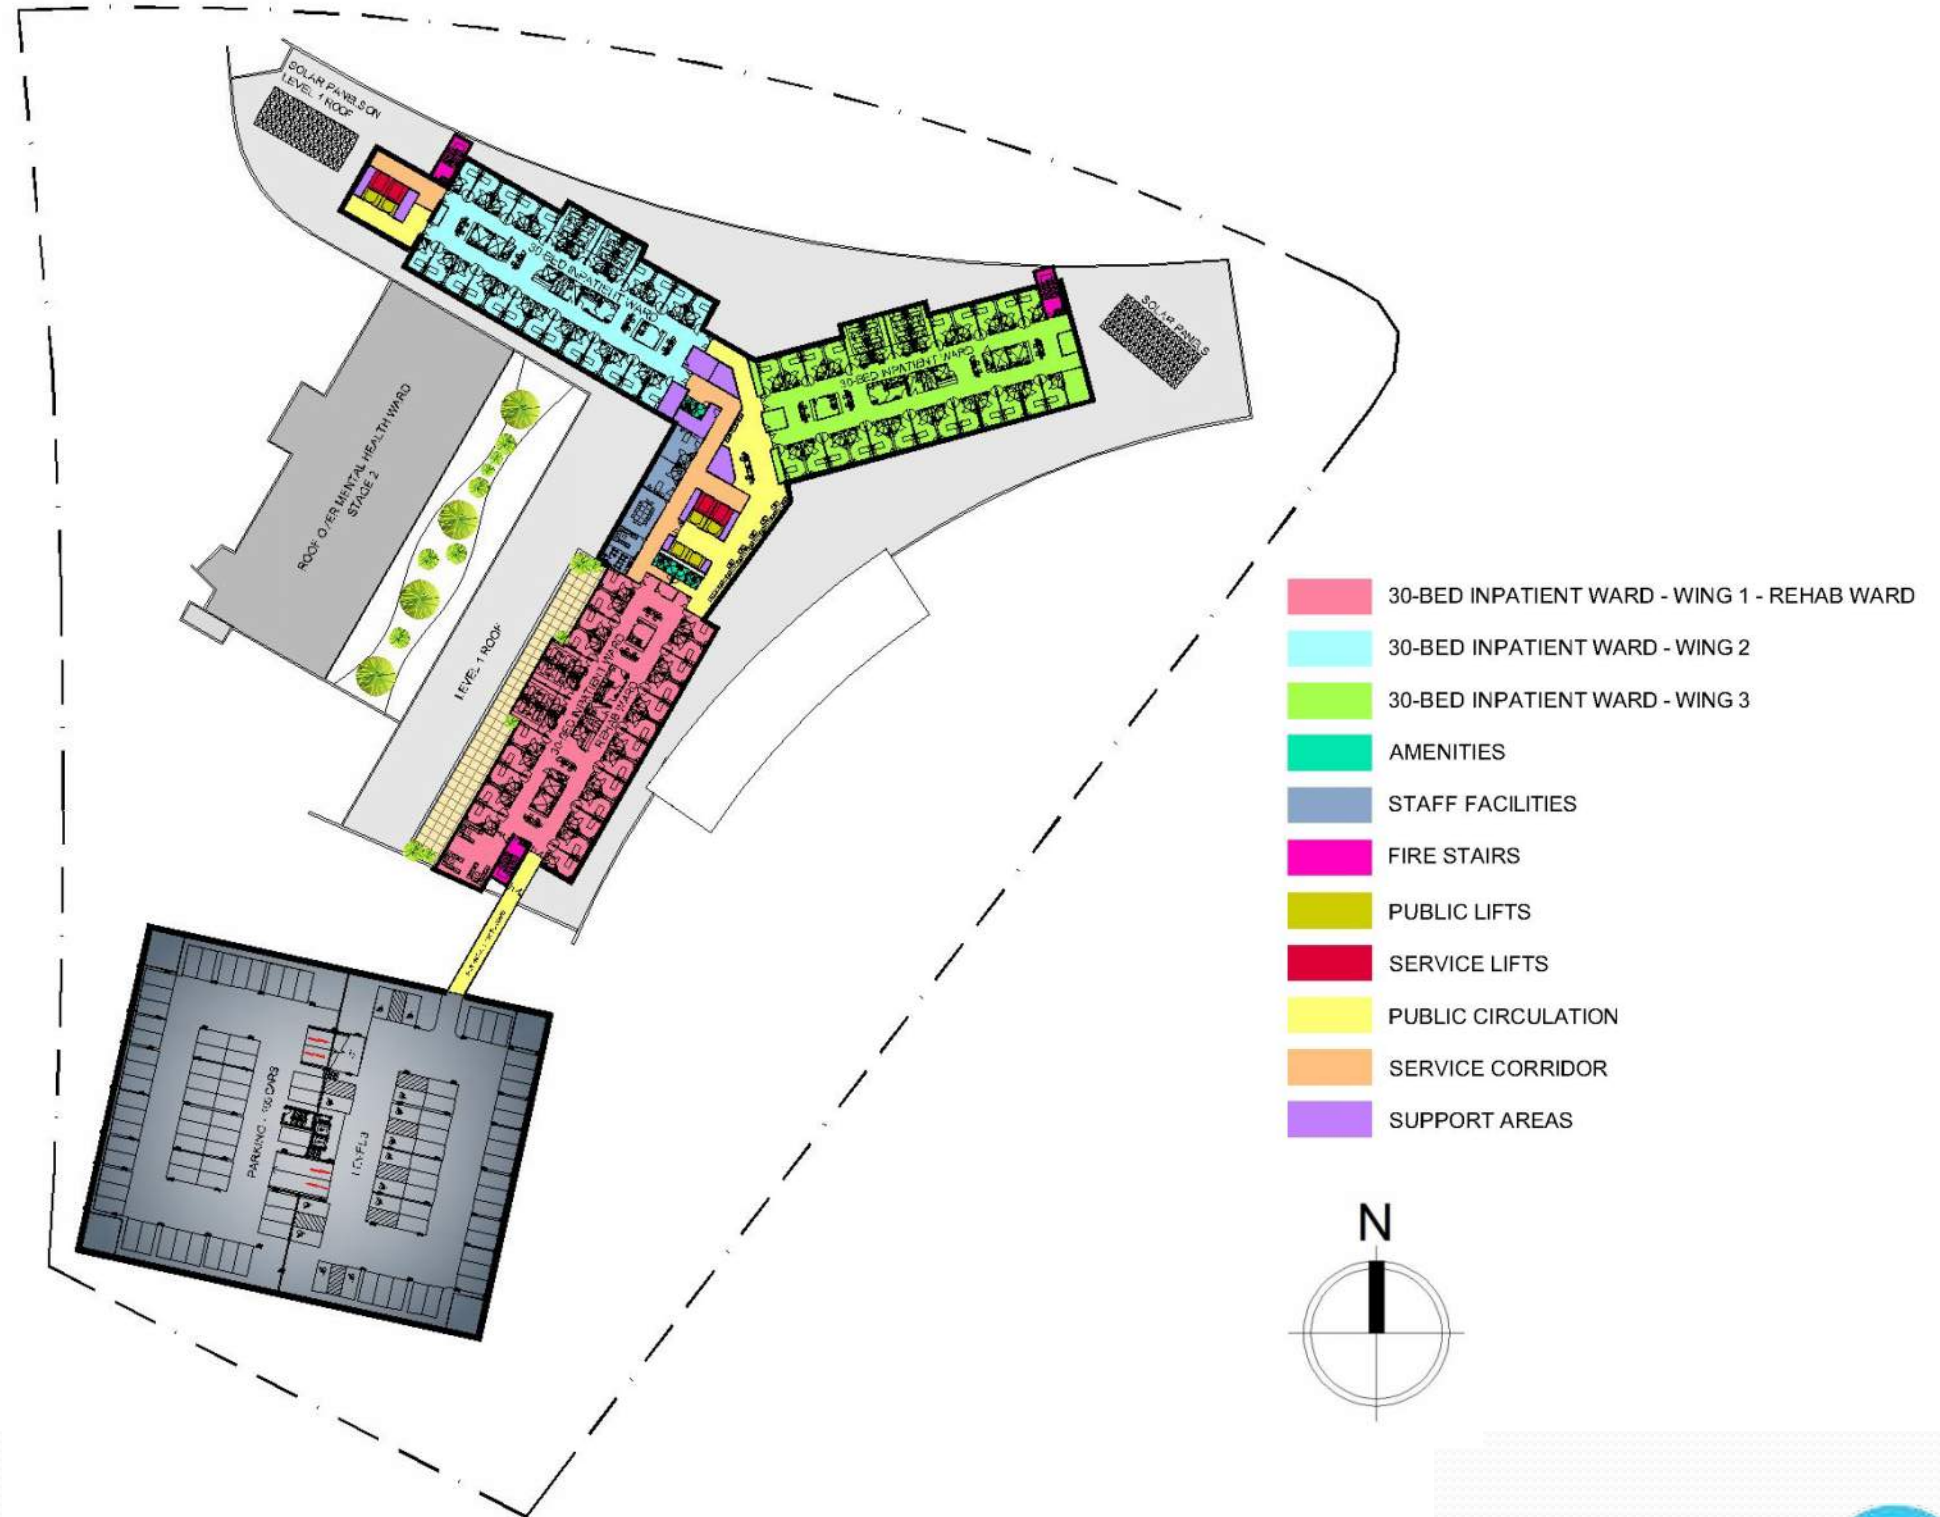 SOLAR PANELS ON
LEVEL 1 ROOF
30-BED INPATIENT WARD
30-BED INPATIENT WARD
SOLAR PANELS
ROOF OVER MENTAL HEALTH WARD
STAGE 2
LEVEL 1 ROOF
30-BED INPATIENT WARD
REHAB WARD
PARKING CARS
LEVEL 3
30-BED INPATIENT WARD - WING 1 - REHAB WARD
30-BED INPATIENT WARD - WING 2
30-BED INPATIENT WARD - WING 3
AMENITIES
STAFF FACILITIES
FIRE STAIRS
PUBLIC LIFTS
SERVICE LIFTS
PUBLIC CIRCULATION
SERVICE CORRIDOR
SUPPORT AREAS
N